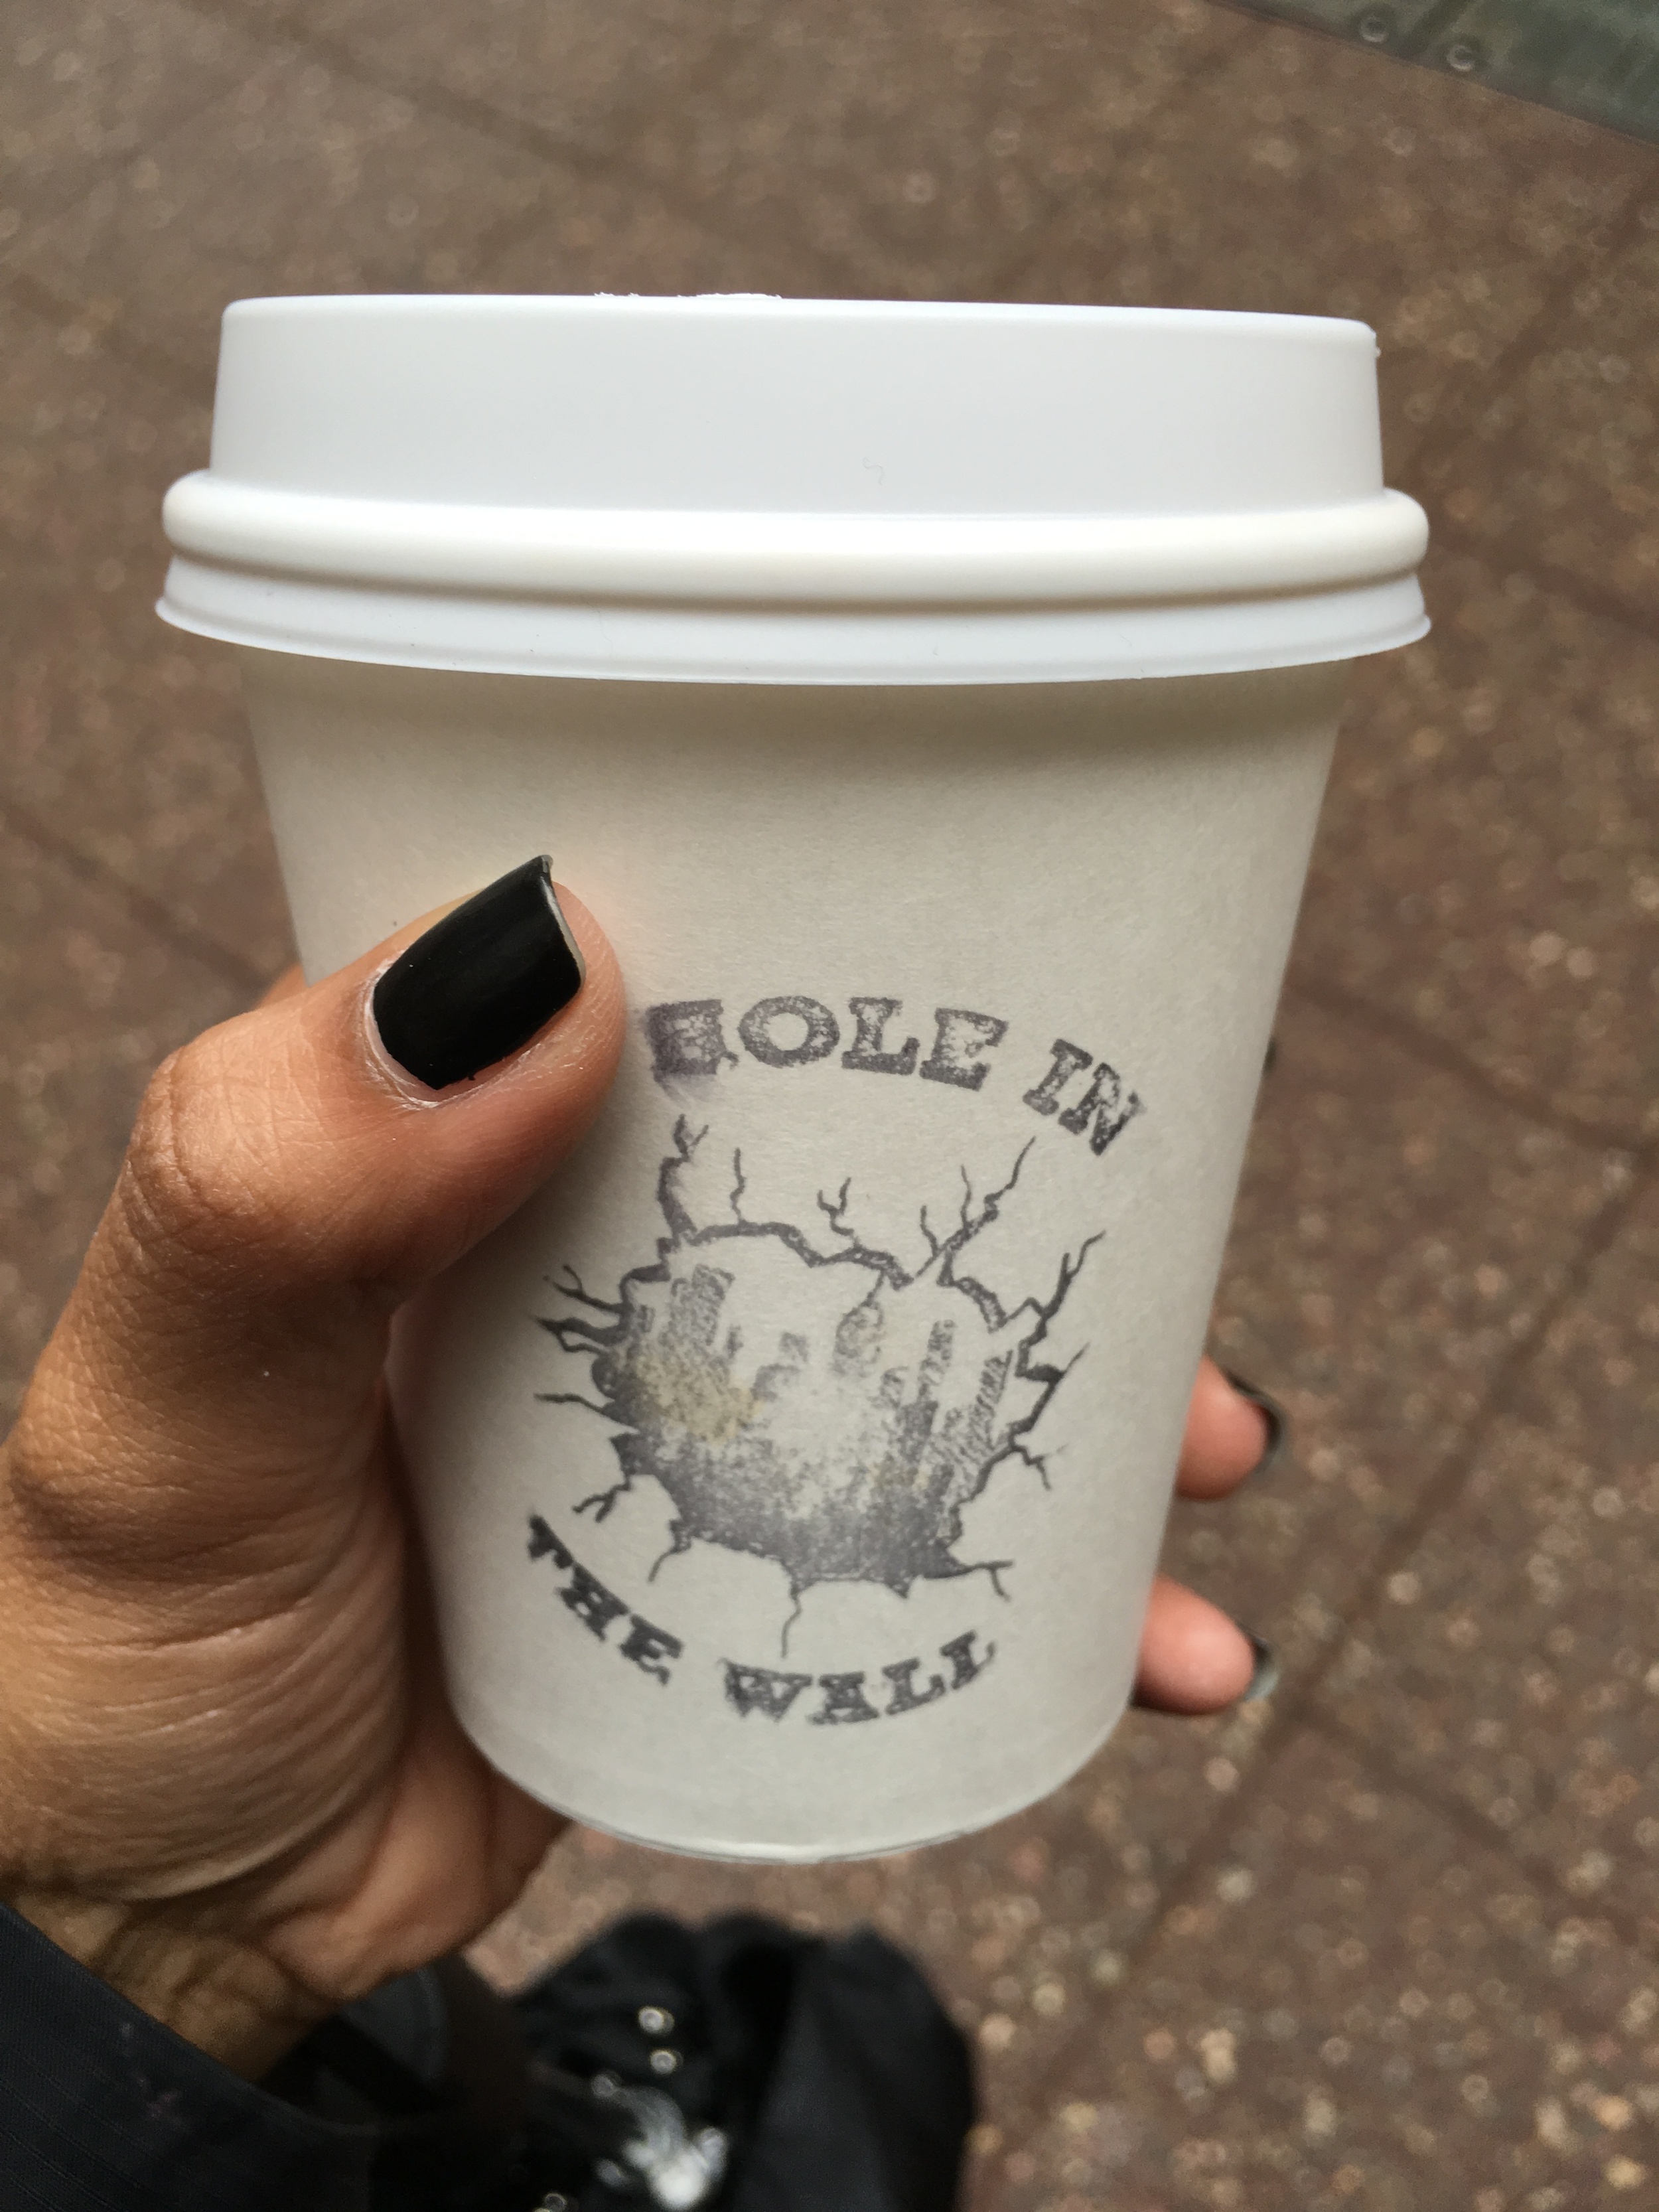 HOLE IN
THE WALL